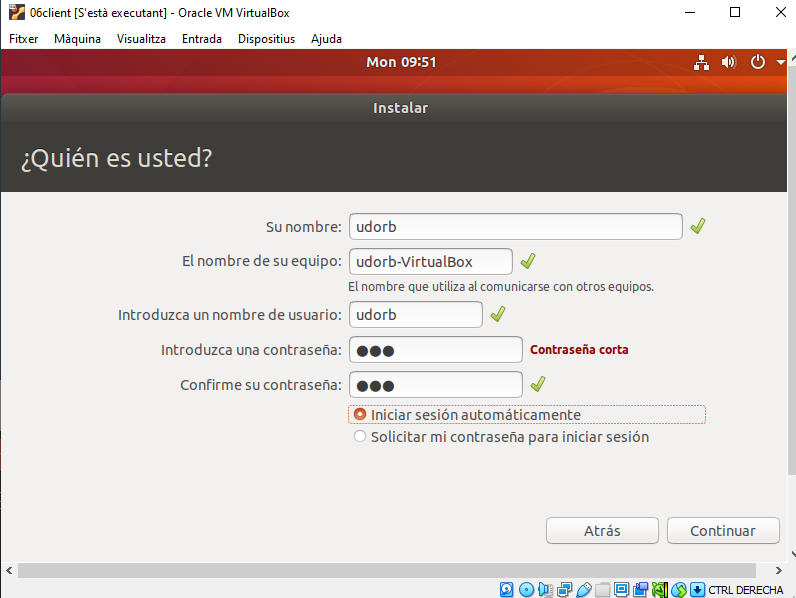 06client [S'està executant] - Oracle VM VirtualBox
Fitxer Màquina Visualitza Entrada Dispositius Ajuda
Mon 09:51
Instalar
¿Quién es usted?
Su nombre: udorb
El nombre de su equipo: udorb-VirtualBox
El nombre que utiliza al comunicarse con otros equipos.
Introduzca un nombre de usuario: udorb
Introduzca una contraseña: ●●● Contraseña corta
Confirme su contraseña: ●●●
Iniciar sesión automáticamente
Solicitar mi contraseña para iniciar sesión
Atrás Continuar
CTRL DERECHA